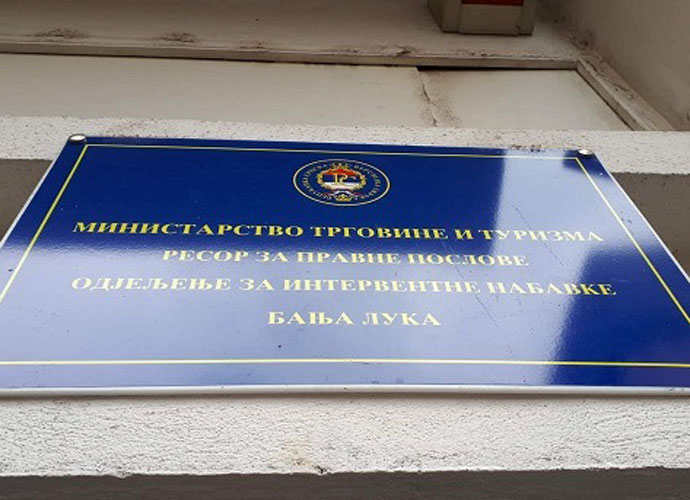 МИНИСТАРСТВО ТРГОВИНЕ И ТУРИЗМА
РЕСОР ЗА ПРАВНЕ ПОСЛОВЕ
ОДЈЕЉЕЊЕ ЗА ИНТЕРВЕНТНЕ НАБАВКЕ
БАЊА ЛУКА